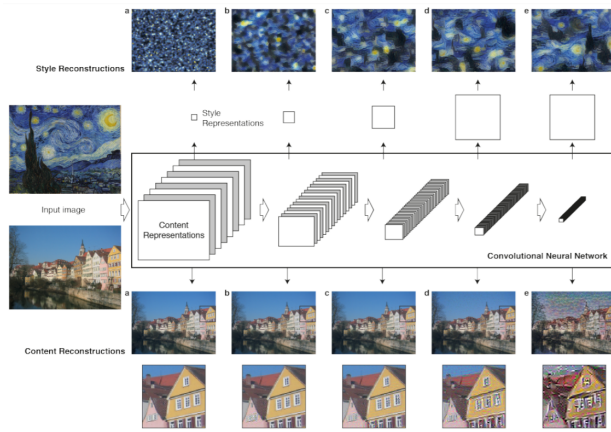 a b c d e
Style Reconstructions
Style
Representations
Input image
Content
Representations
Convolutional Neural Network
a b c d e
Content Reconstructions